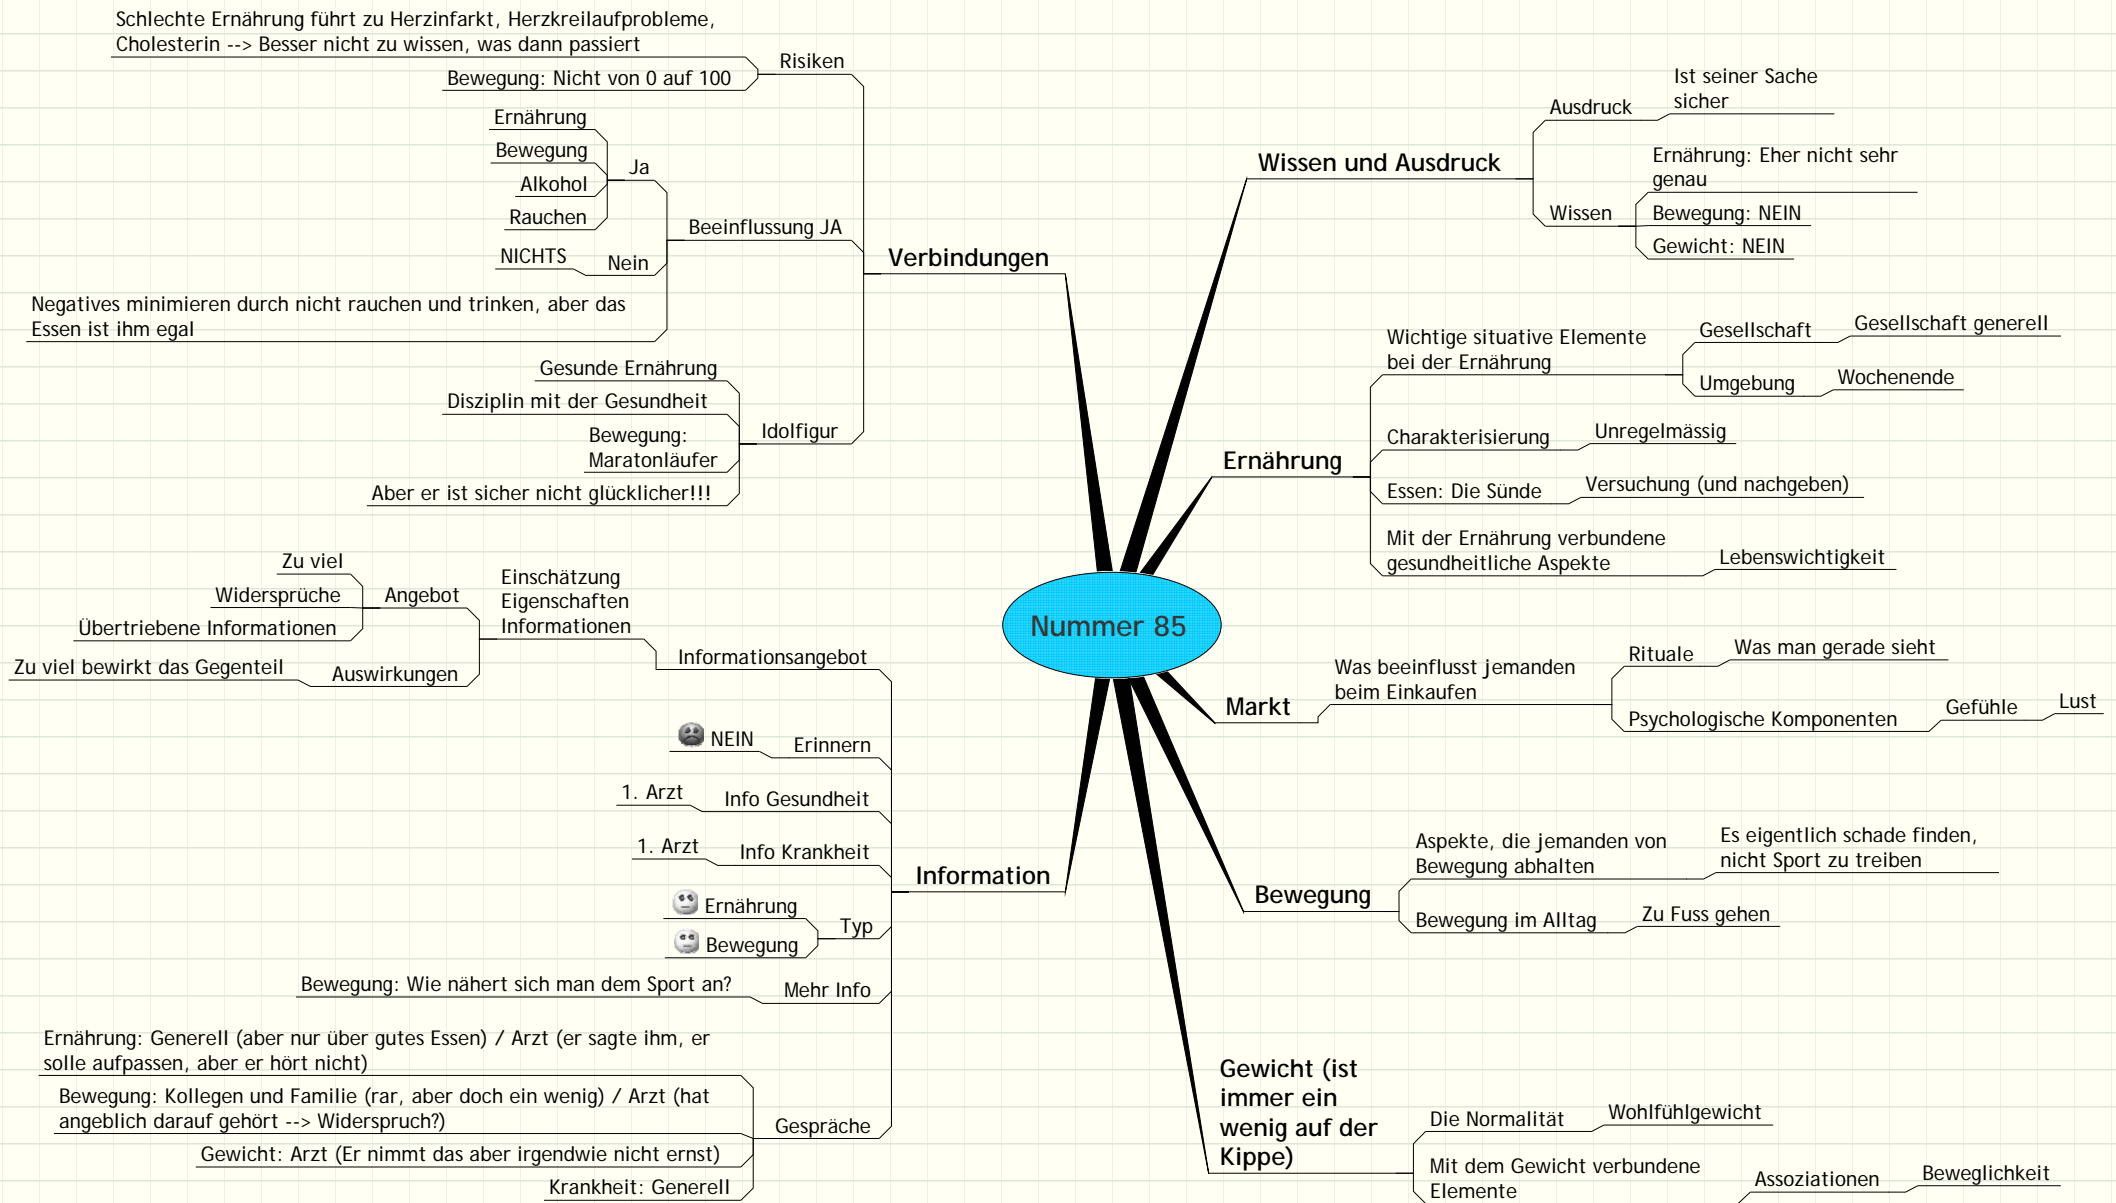 Schlechte Ernährung führt zu Herzinfarkt, Herzkreilaufprobleme,
Cholesterin --> Besser nicht zu wissen, was dann passiert
Bewegung: Nicht von 0 auf 100
Risiken
Ernährung
Bewegung
Alkohol
Rauchen
Ja
NICHTS
Nein
Negatives minimieren durch nicht rauchen und trinken, aber das
Essen ist ihm egal
Beeinflussung JA
Gesunde Ernährung
Disziplin mit der Gesundheit
Bewegung:
Maratonläufer
Aber er ist sicher nicht glücklicher!!!
Idolfigur
Verbindungen
Zu viel
Widersprüche
Übertriebene Informationen
Angebot
Zu viel bewirkt das Gegenteil
Auswirkungen
Einschätzung
Eigenschaften
Informationen
Informationsangebot
NEIN
Erinnern
1. Arzt
Info Gesundheit
1. Arzt
Info Krankheit
Ernährung
Bewegung
Typ
Bewegung: Wie nähert sich man dem Sport an?
Mehr Info
Ernährung: Generell (aber nur über gutes Essen) / Arzt (er sagte ihm, er
solle aufpassen, aber er hört nicht)
Bewegung: Kollegen und Familie (rar, aber doch ein wenig) / Arzt (hat
angeblich darauf gehört --> Widerspruch?)
Gewicht: Arzt (Er nimmt das aber irgendwie nicht ernst)
Krankheit: Generell
Gespräche
Information
Nummer 85
Wissen und Ausdruck
Ausdruck
Ist seiner Sache
sicher
Wissen
Ernährung: Eher nicht sehr
genau
Bewegung: NEIN
Gewicht: NEIN
Ernährung
Wichtige situative Elemente
bei der Ernährung
Gesellschaft
Gesellschaft generell
Umgebung
Wochenende
Charakterisierung
Unregelmässig
Essen: Die Sünde
Versuchung (und nachgeben)
Mit der Ernährung verbundene
gesundheitliche Aspekte
Lebenswichtigkeit
Markt
Was beeinflusst jemanden
beim Einkaufen
Rituale
Was man gerade sieht
Psychologische Komponenten
Gefühle
Lust
Bewegung
Aspekte, die jemanden von
Bewegung abhalten
Es eigentlich schade finden,
nicht Sport zu treiben
Bewegung im Alltag
Zu Fuss gehen
Gewicht (ist
immer ein
wenig auf der
Kippe)
Die Normalität
Wohlfühlgewicht
Mit dem Gewicht verbundene
Elemente
Assoziationen
Beweglichkeit